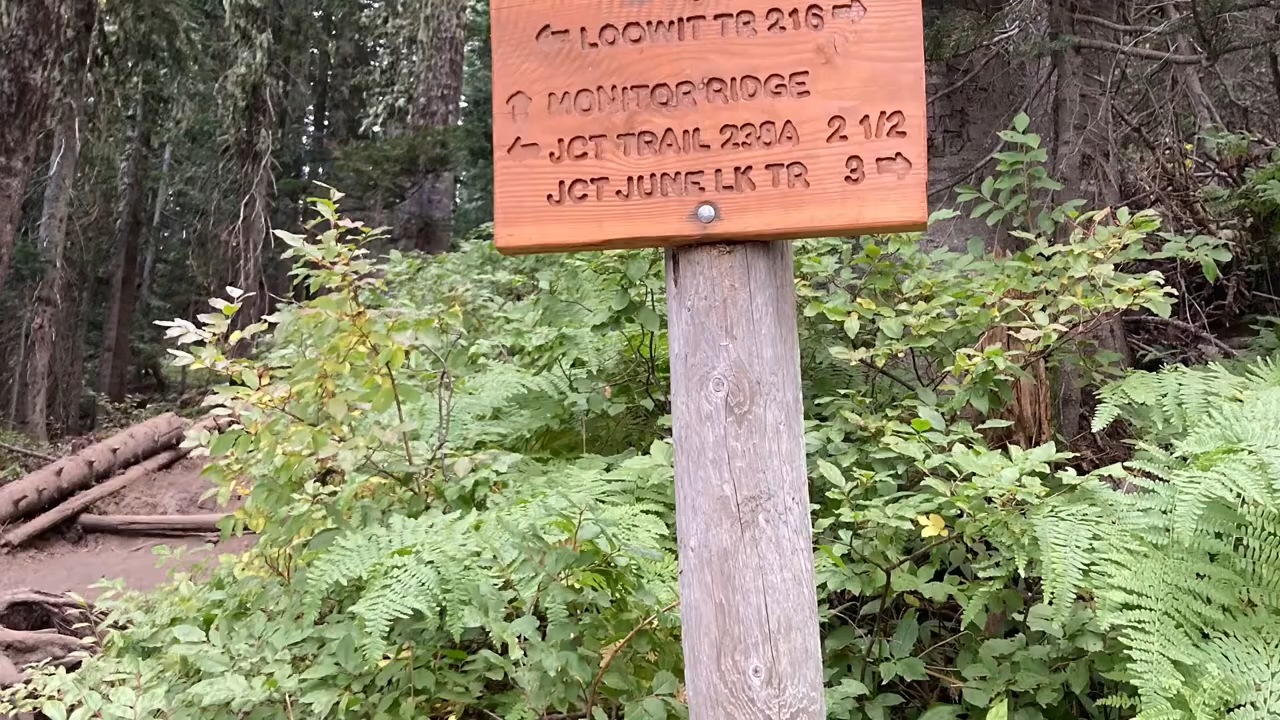 ← LOOWIT TR 216 →
↑ MONITOR RIDGE
← JCT TRAIL 238A 2 1/2
JCT JUNE LK TR 3 →